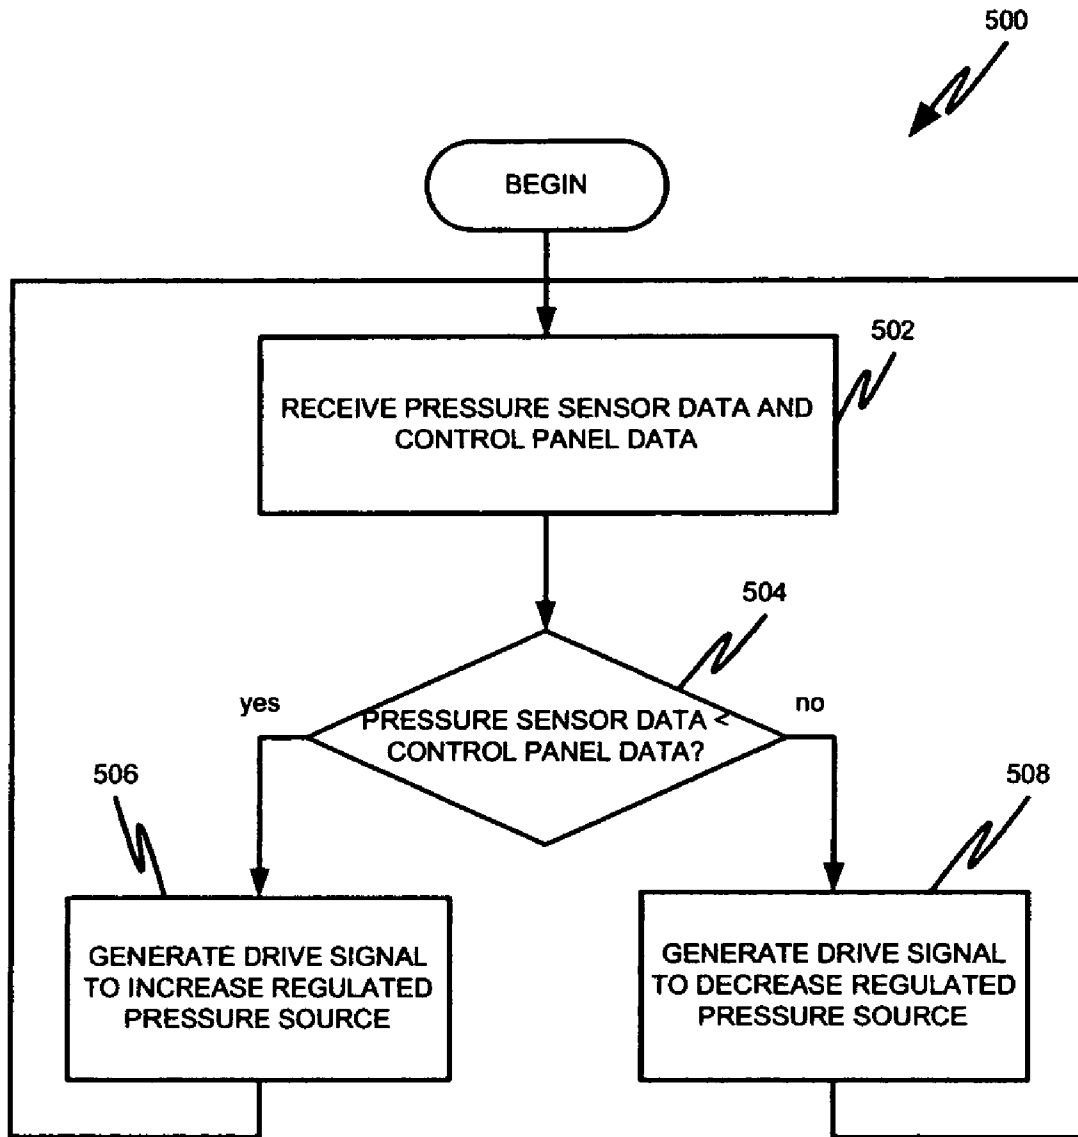 500
BEGIN
502
RECEIVE PRESSURE SENSOR DATA AND
CONTROL PANEL DATA
504
yes
PRESSURE SENSOR DATA <
no
CONTROL PANEL DATA?
506
508
GENERATE DRIVE SIGNAL
TO INCREASE REGULATED
PRESSURE SOURCE
GENERATE DRIVE SIGNAL
TO DECREASE REGULATED
PRESSURE SOURCE